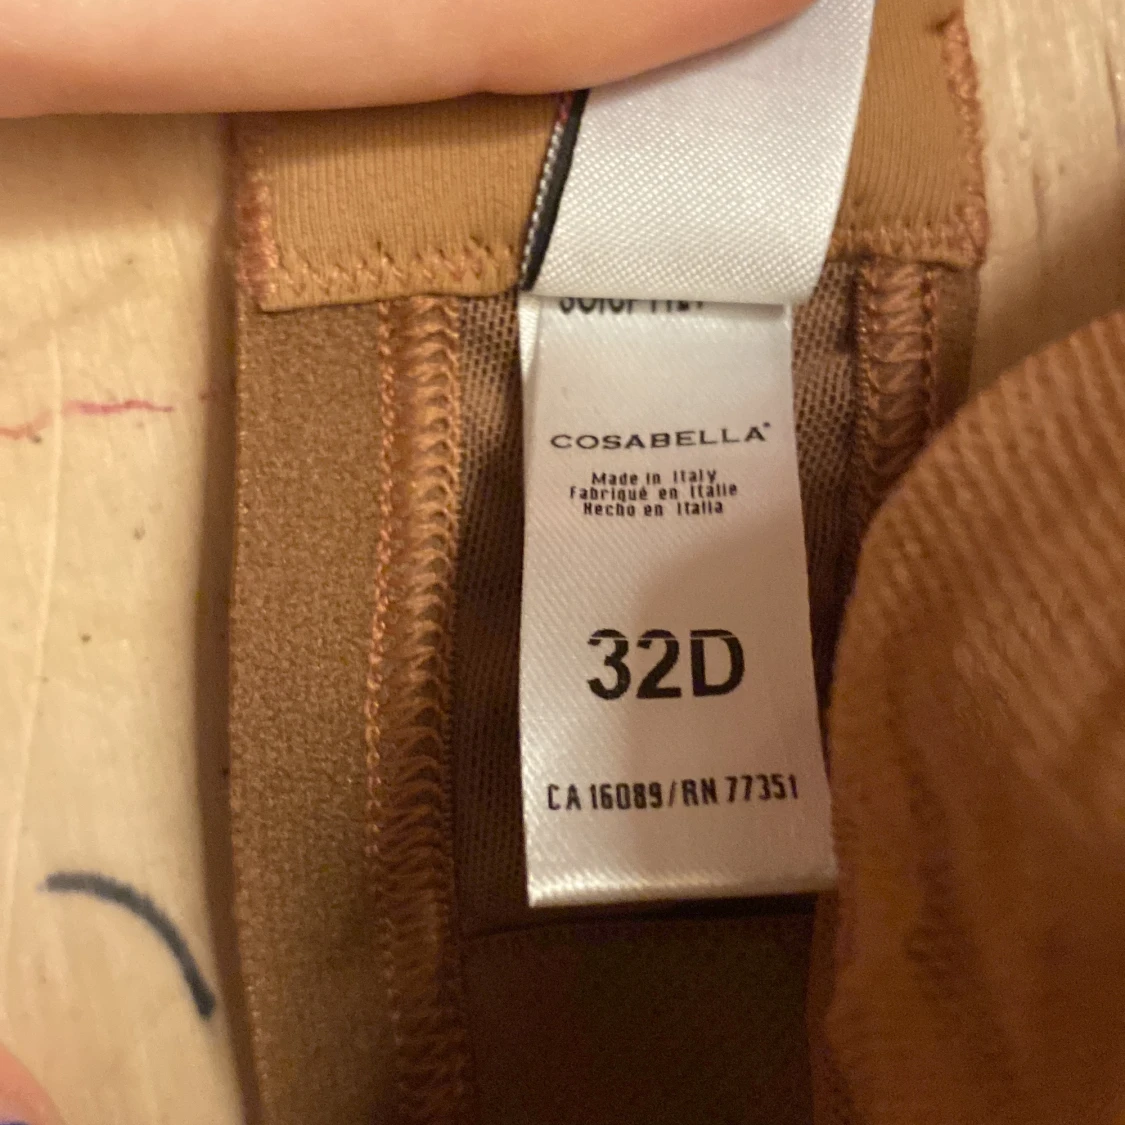 COSABELLA®
Made in Italy
Fabriqué en Italie
Hecho en Italia
32D
CA 16089/RN 77351